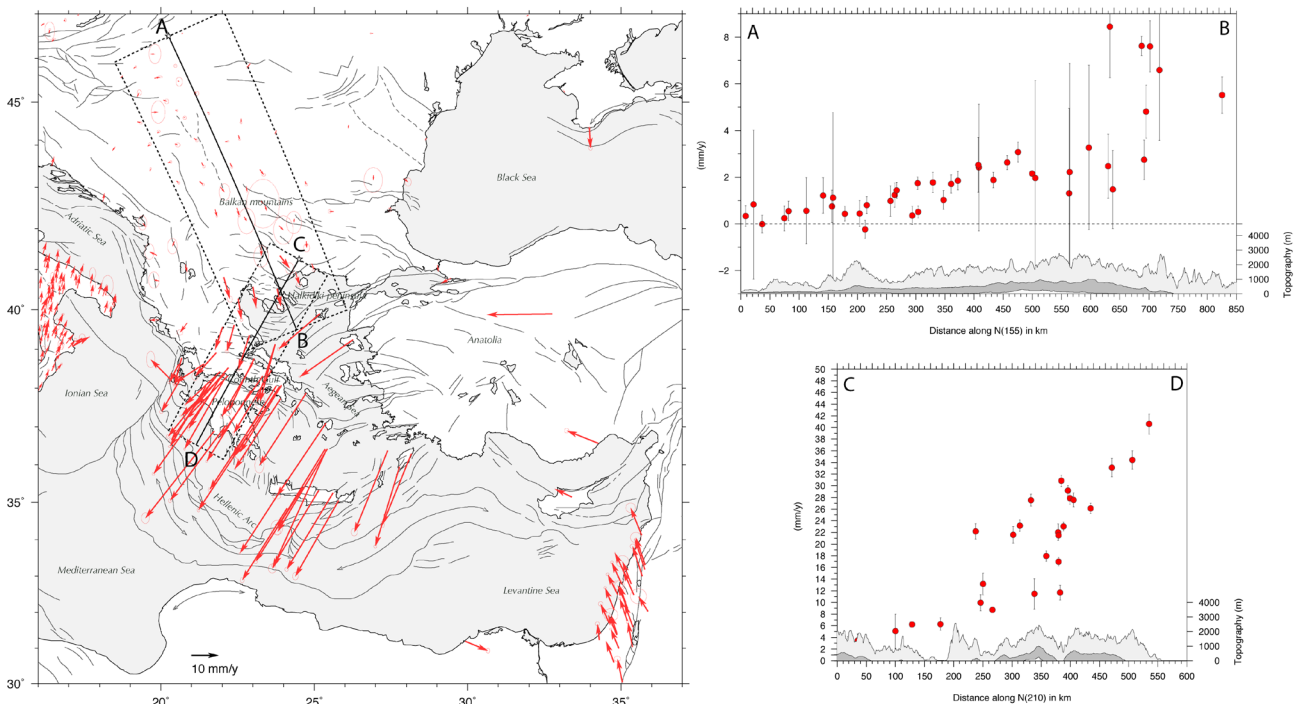 A
45°
40°
35°
30°
20°
25°
30°
35°
Black Sea
Balkan mountains
Adriatic Sea
C
Halkidiki peninsula
B
Anatolia
Ionian Sea
Aegean Sea
D
Hellenic Arc
Mediterranean Sea
Levantine Sea
10 mm/y
A
B
8
6
4
2
0
−2
(mm/y)
4000
3000
2000
1000
0
Topography (m)
0 50 100 150 200 250 300 350 400 450 500 550 600 650 700 750 800 850
Distance along N(155) in km
C
D
50
48
46
44
42
40
38
36
34
32
30
28
26
24
22
20
18
16
14
12
10
8
6
4
2
0
(mm/y)
4000
3000
2000
1000
0
Topography (m)
0 50 100 150 200 250 300 350 400 450 500 550 600
Distance along N(210) in km